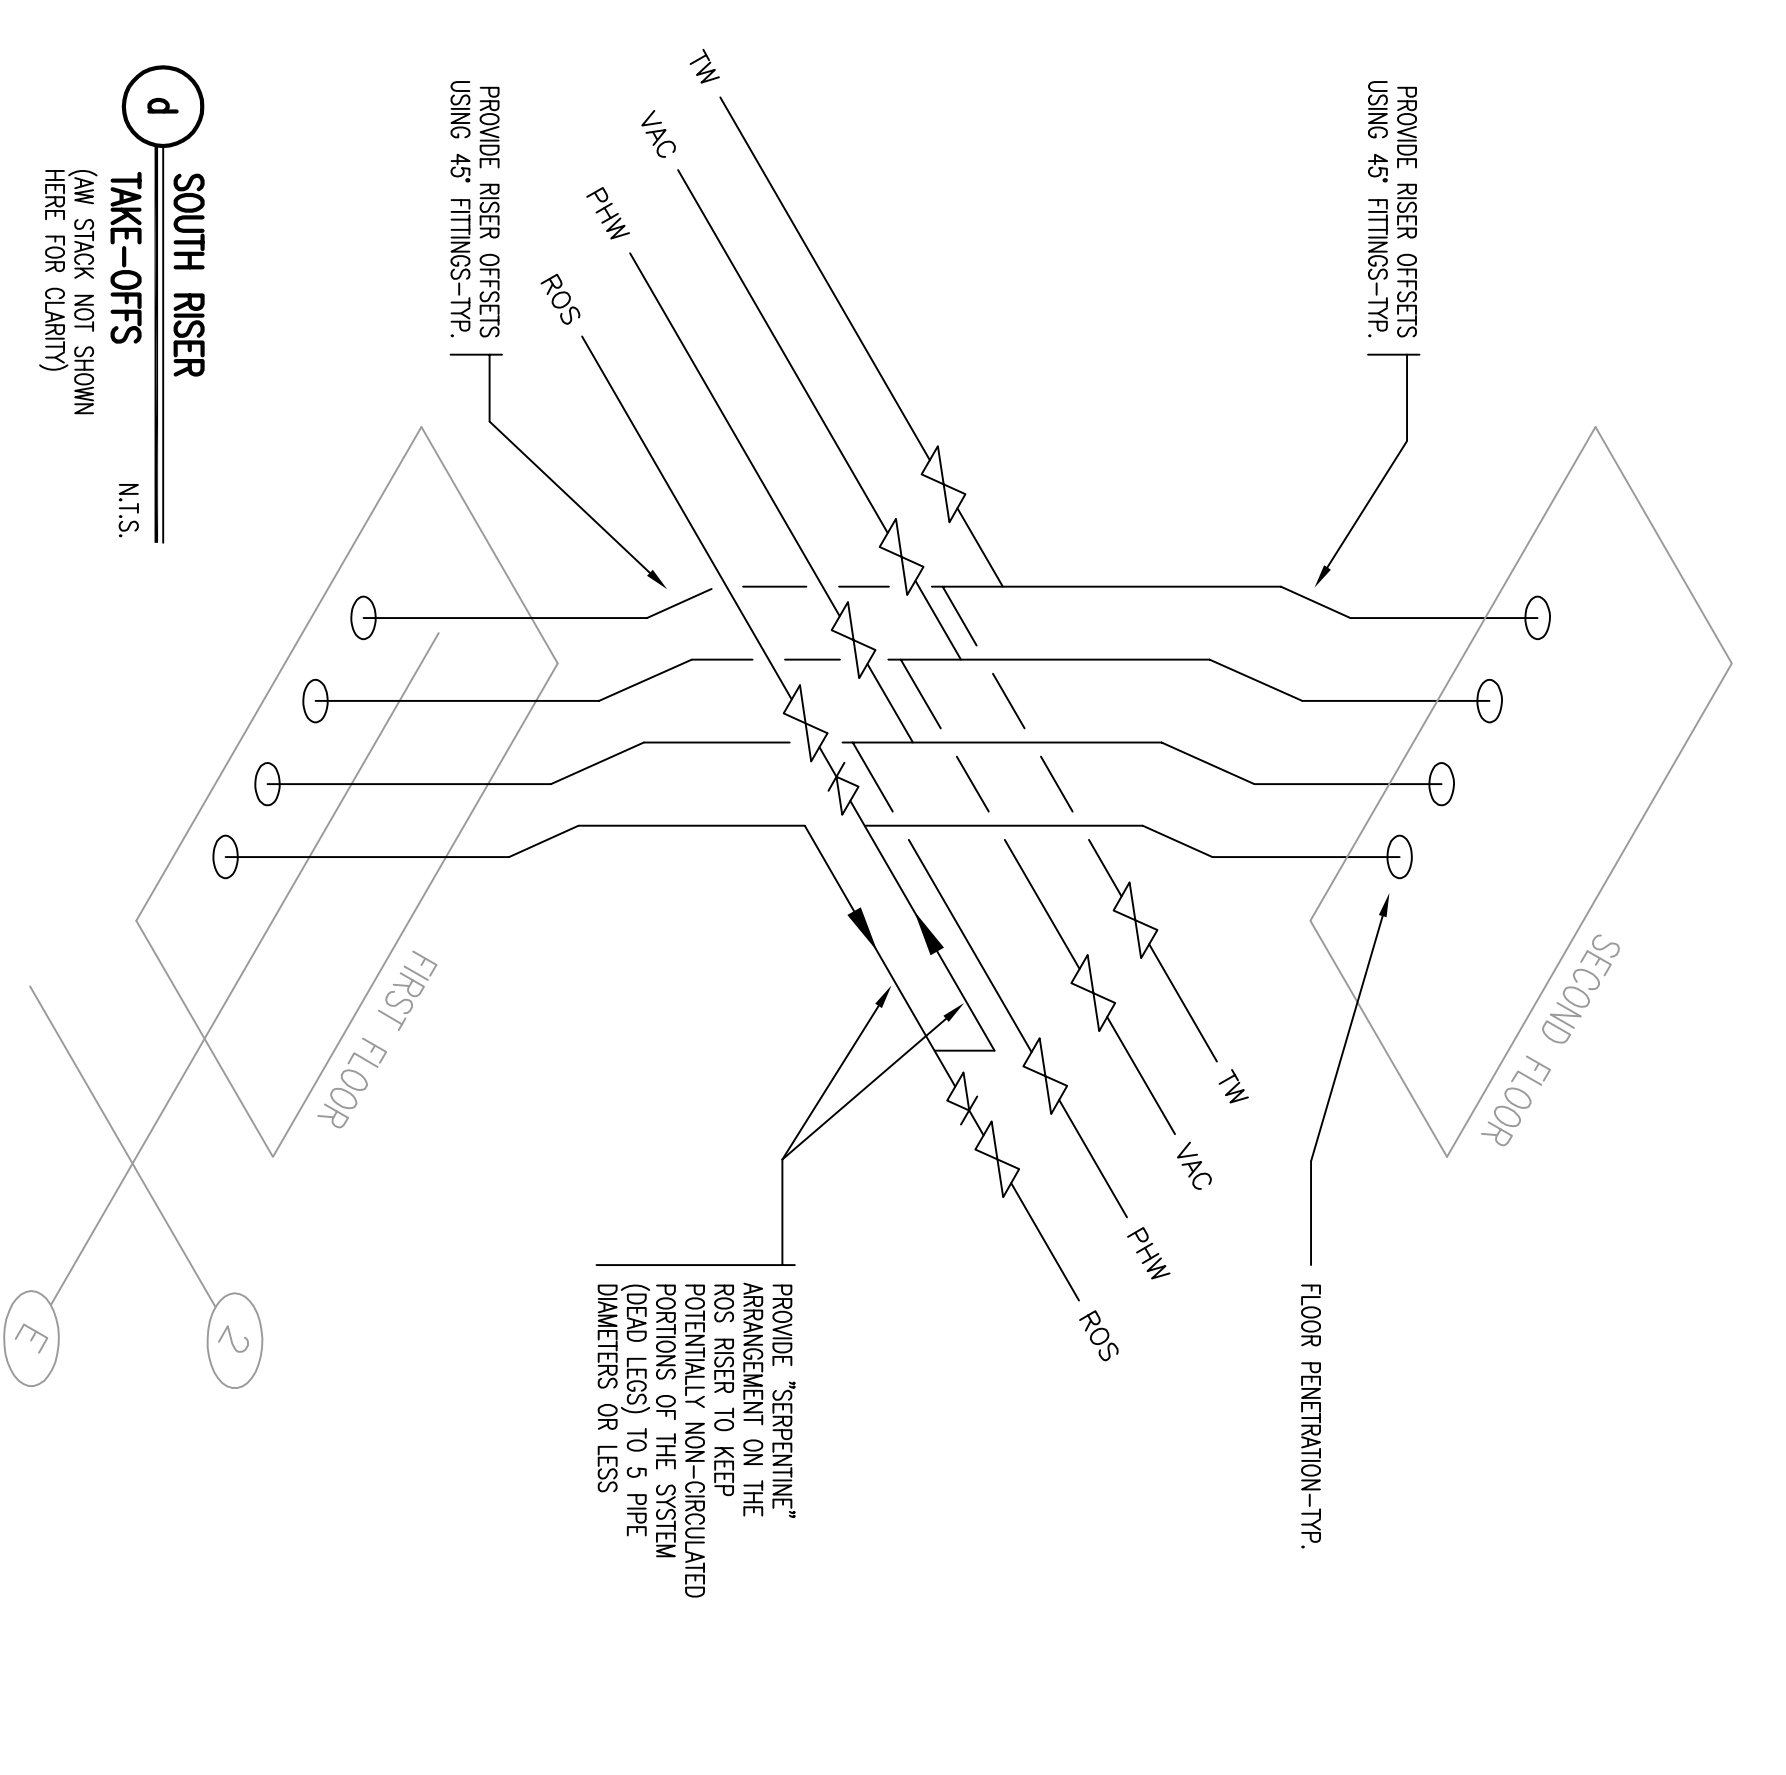 PROVIDE RISER OFFSETS
USING 45° FITTINGS-TYP.
SECOND FLOOR
FLOOR PENETRATION-TYP.
TW
VAC
PHW
ROS
TW
VAC
PHW
ROS
PROVIDE "SERPENTINE"
ARRANGEMENT ON THE
ROS RISER TO KEEP
POTENTIALLY NON-CIRCULATED
PORTIONS OF THE SYSTEM
(DEAD LEGS) TO 5 PIPE
DIAMETERS OR LESS
PROVIDE RISER OFFSETS
USING 45° FITTINGS-TYP.
FIRST FLOOR
2
E
d
SOUTH RISER
TAKE-OFFS
N.T.S.
(AW STACK NOT SHOWN
HERE FOR CLARITY)